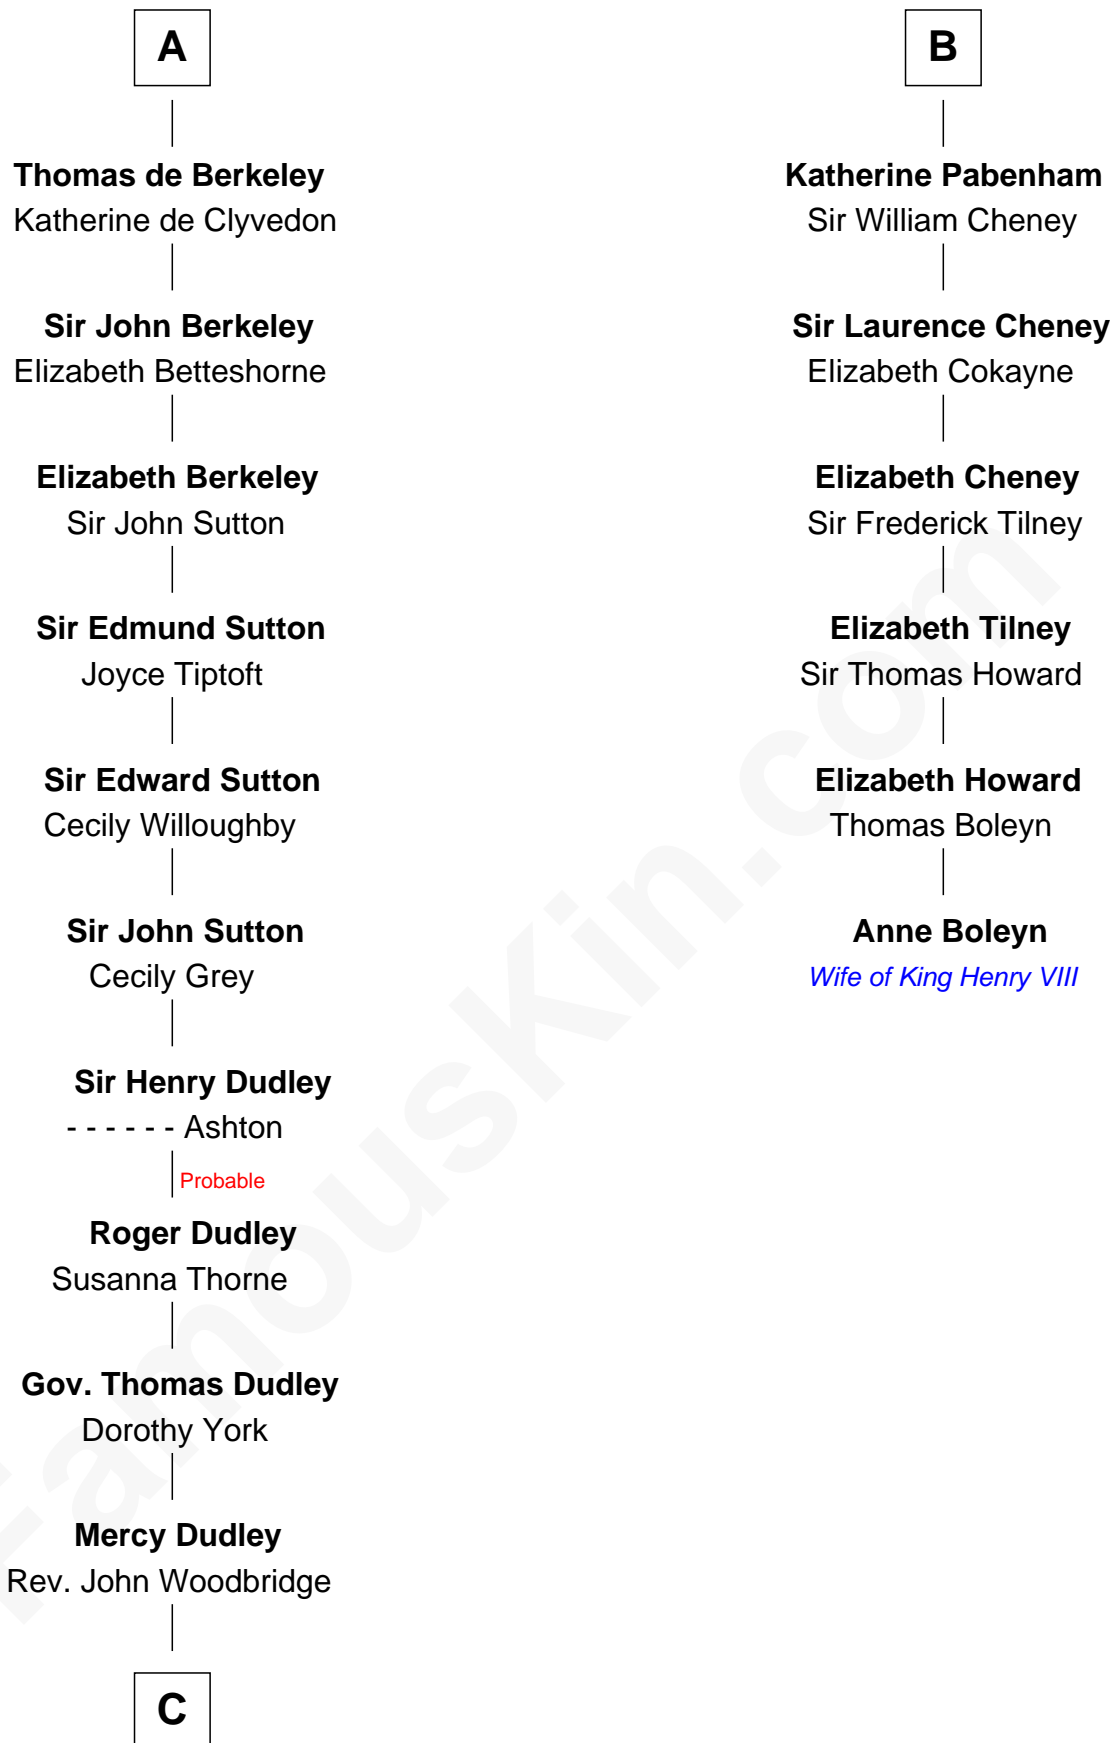 A
Thomas de Berkeley
Katherine de Clyvedon
Sir John Berkeley
Elizabeth Betteshorne
Elizabeth Berkeley
Sir John Sutton
Sir Edmund Sutton
Joyce Tiptoft
Sir Edward Sutton
Cecily Willoughby
Sir John Sutton
Cecily Grey
Sir Henry Dudley
- - - - - - Ashton
Probable
Roger Dudley
Susanna Thorne
Gov. Thomas Dudley
Dorothy York
Mercy Dudley
Rev. John Woodbridge
C
B
Katherine Pabenham
Sir William Cheney
Sir Laurence Cheney
Elizabeth Cokayne
Elizabeth Cheney
Sir Frederick Tilney
Elizabeth Tilney
Sir Thomas Howard
Elizabeth Howard
Thomas Boleyn
Anne Boleyn
Wife of King Henry VIII
FamousKin.com